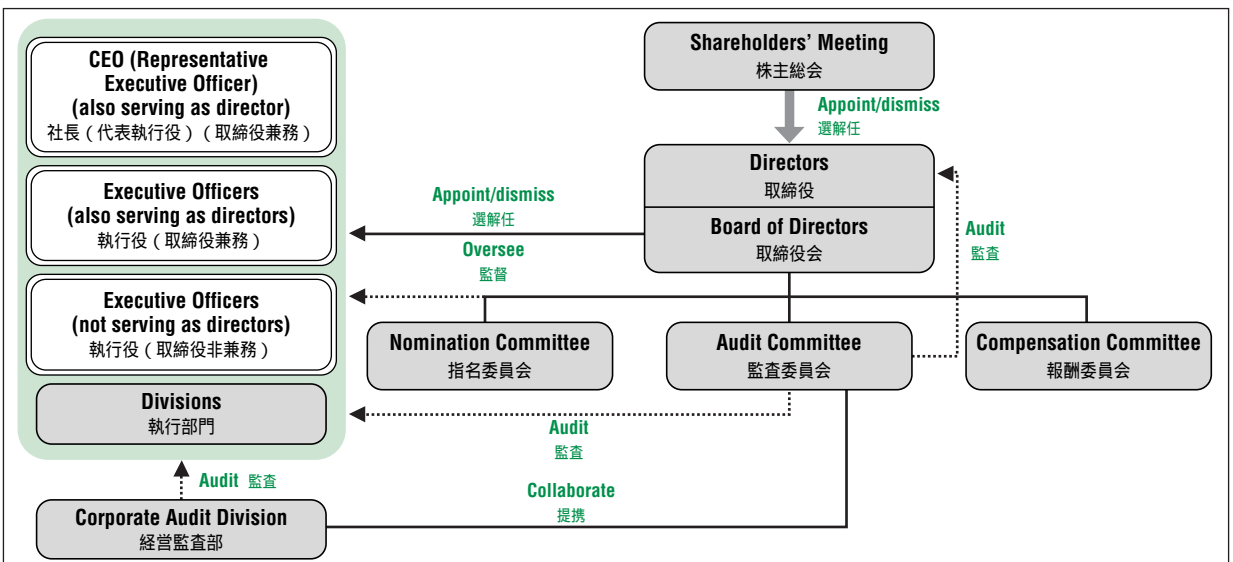 CEO (Representative
Executive Officer)
(also serving as director)
社長（代表執行役）（取締役兼務）
Executive Officers
(also serving as directors)
執行役（取締役兼務）
Executive Officers
(not serving as directors)
執行役（取締役非兼務）
Divisions
執行部門
Audit 監査
Corporate Audit Division
経営監査部
Shareholders' Meeting
株主総会
Appoint/dismiss
選解任
Directors
取締役
Board of Directors
取締役会
Appoint/dismiss
選解任
Oversee
監督
Audit
監査
Nomination Committee
指名委員会
Audit Committee
監査委員会
Compensation Committee
報酬委員会
Audit
監査
Collaborate
提携